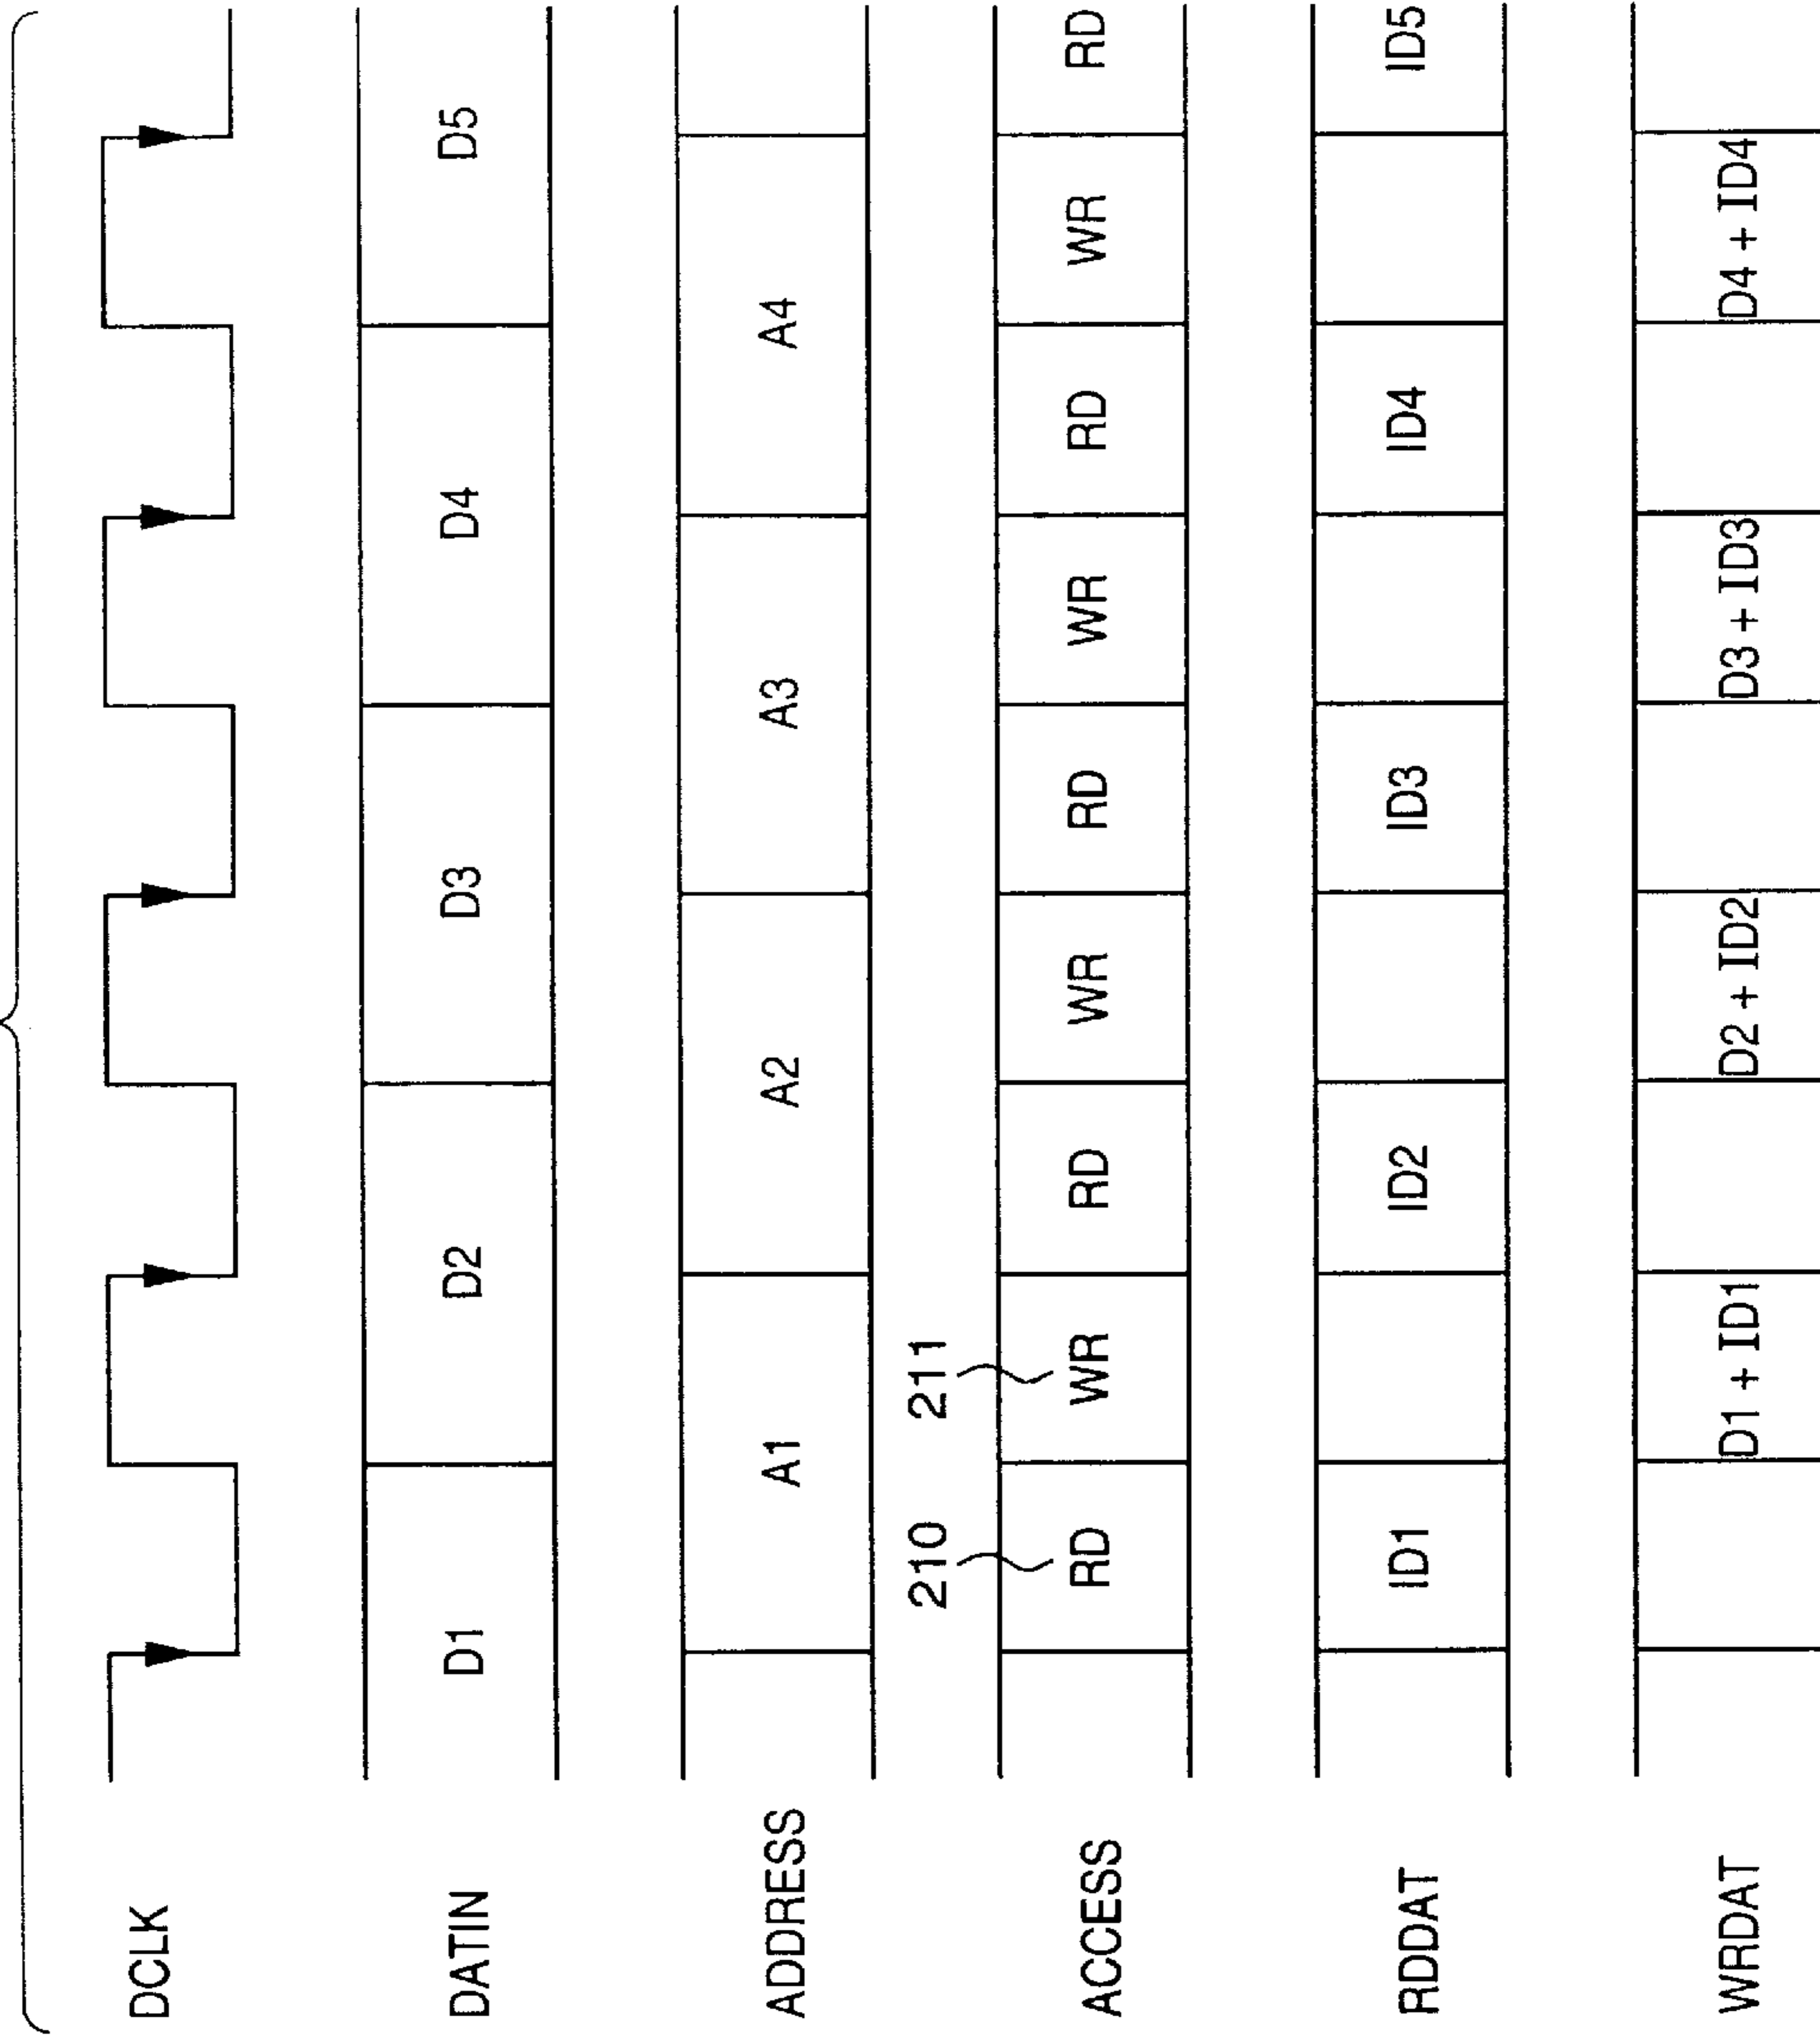 DCLK
DATIN D1 D2 D3 D4 D5
ADDRESS A1 A2 A3 A4
210 211
ACCESS RD WR RD WR RD WR RD WR RD
RDDAT ID1 ID2 ID3 ID4 ID5
WRDAT D1 + ID1 D2 + ID2 D3 + ID3 D4 + ID4